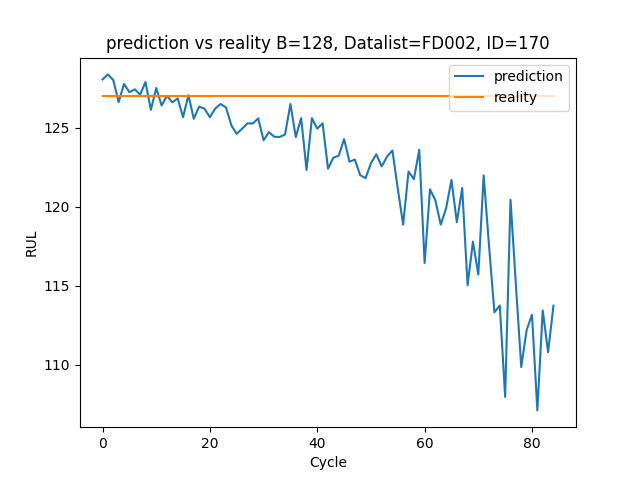 prediction vs reality B=128, Datalist=FD002, ID=170
prediction
reality
125
120
115
110
RUL
0
20
40
60
80
Cycle